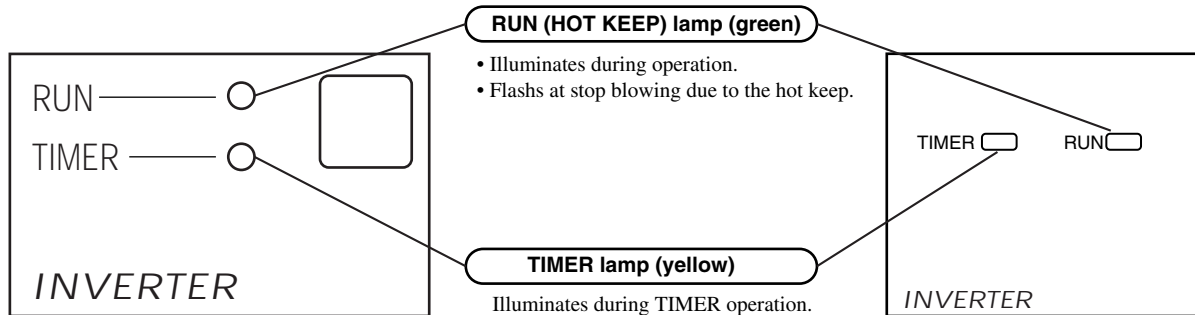 RUN (HOT KEEP) lamp (green)
• Illuminates during operation.
• Flashs at stop blowing due to the hot keep.
RUN
TIMER
INVERTER
TIMER
RUN
INVERTER
TIMER lamp (yellow)
Illuminates during TIMER operation.